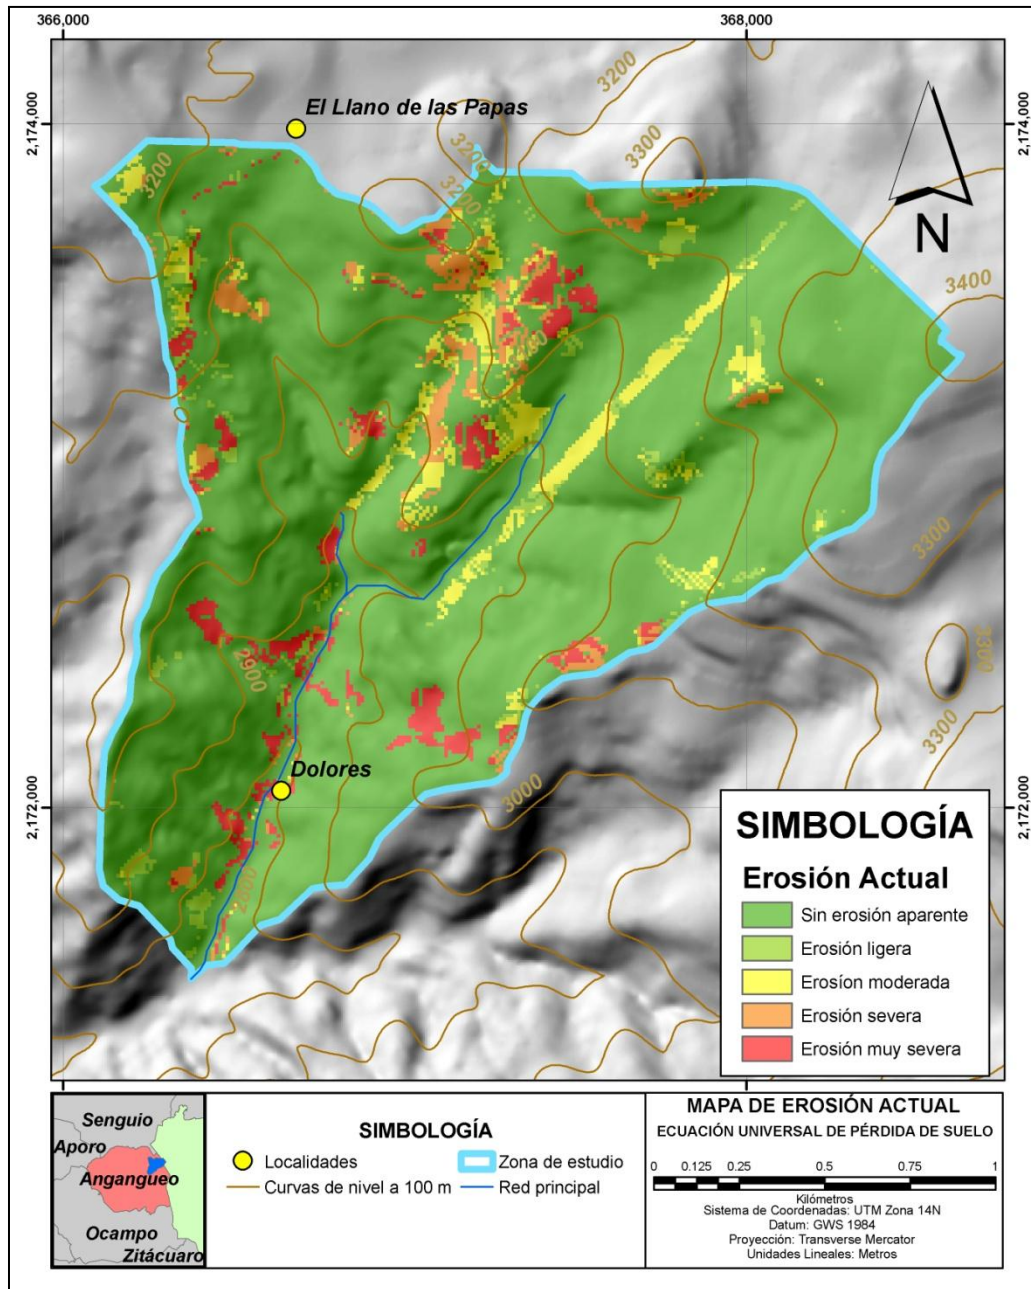 366,000
368,000
3200
El Llano de las Papas
2,174,000
2,174,000
3200
3300
3200
3200
N
3400
2700
3300
3300
2900
3300
Dolores
3000
2,172,000
2,172,000
2800
SIMBOLOGÍA
Erosión Actual
Sin erosión aparente
Erosión ligera
Erosíon moderada
Erosión severa
Erosión muy severa
Senguio
Aporo
Angangueo
Ocampo
Zitácuaro
SIMBOLOGÍA
Localidades
Zona de estudio
Curvas de nivel a 100 m
Red principal
MAPA DE EROSIÓN ACTUAL
ECUACIÓN UNIVERSAL DE PÉRDIDA DE SUELO
0 0.125 0.25 0.5 0.75 1
Kilómetros
Sistema de Coordenadas: UTM Zona 14N
Datum: GWS 1984
Proyección: Transverse Mercator
Unidades Lineales: Metros